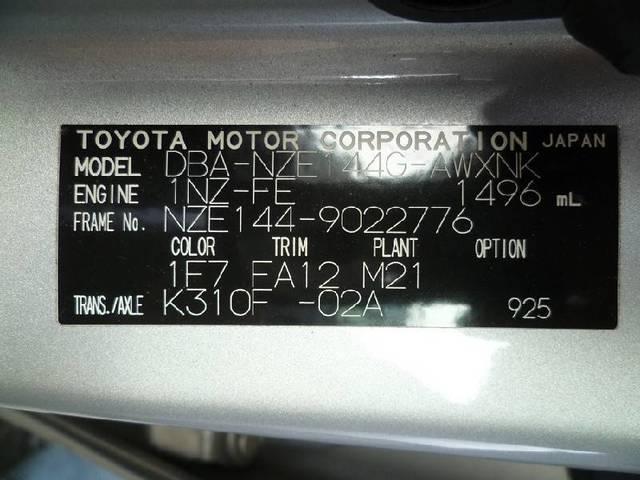 TOYOTA MOTOR CORPORATION JAPAN
MODEL DBA-NZE144G-AWXNK
ENGINE 1NZ-FE 1496 mL
FRAME No. NZE144-9022776
COLOR TRIM PLANT OPTION
1F7 FA12 M21
TRANS./AXLE K310F -02A 925